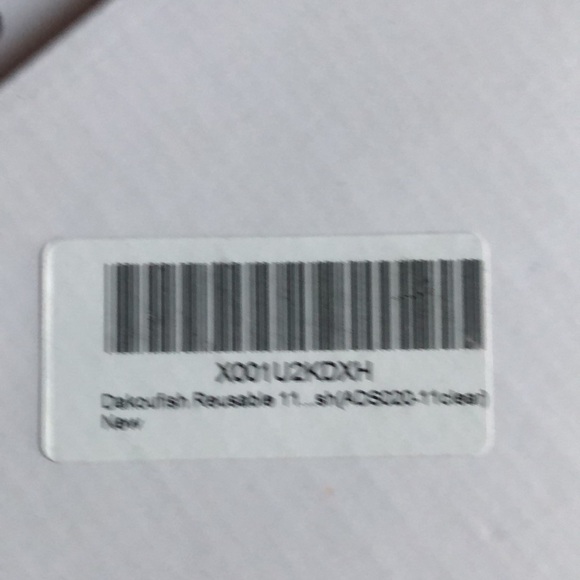 X001U2KDXH
Dakoufish Reusable 11...sh(ADS020-11clear)
New